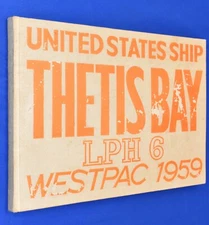 UNITED STATES SHIP
THETIS BAY
LPH 6
WESTPAC 1959